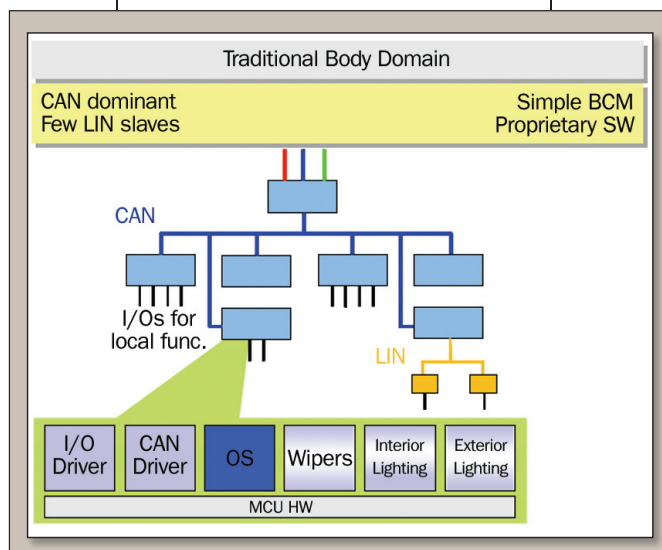 Traditional Body Domain
CAN dominant
Few LIN slaves
Simple BCM
Proprietary SW
CAN
I/Os for
local func.
LIN
I/O
Driver
CAN
Driver
OS
Wipers
Interior
Lighting
Exterior
Lighting
MCU HW